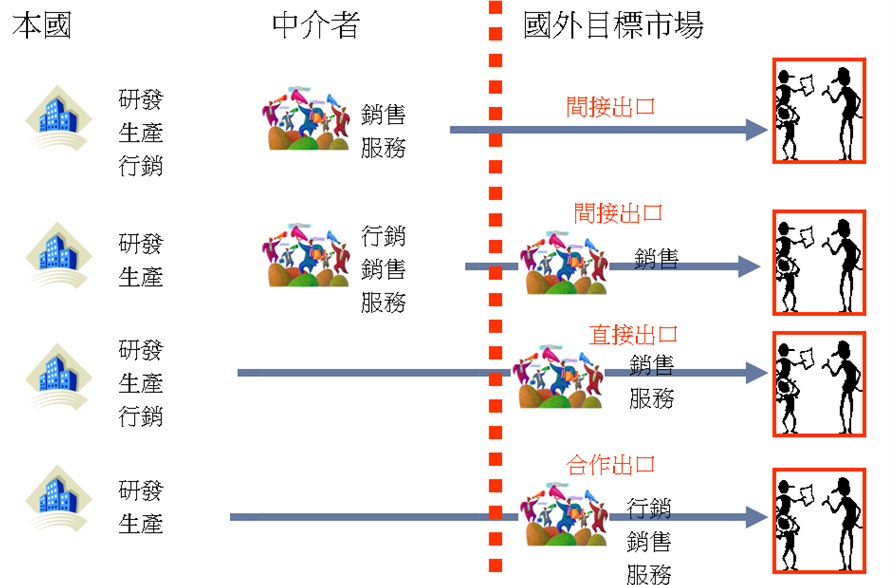 本國
中介者
國外目標市場
研發
生產
行銷
銷售
服務
間接出口
研發
生產
行銷
銷售
服務
間接出口
銷售
研發
生產
行銷
直接出口
銷售
服務
研發
生產
合作出口
行銷
銷售
服務